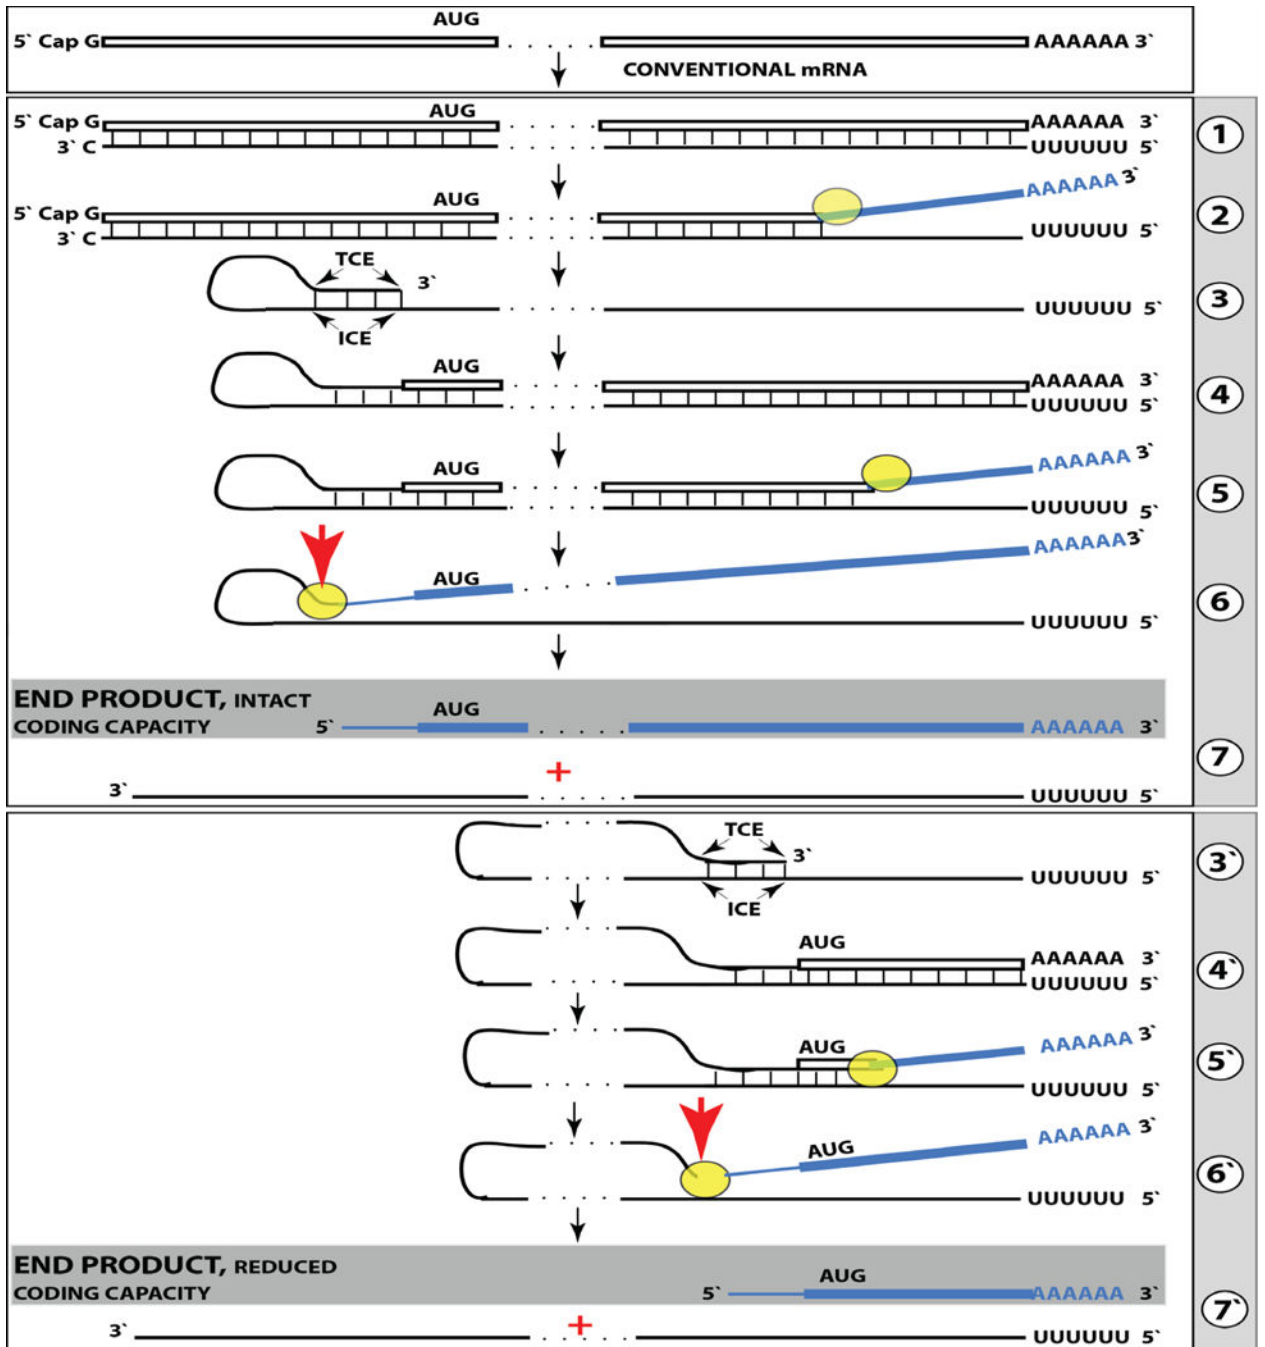 AUG
5` Cap G AAAAAA 3`
CONVENTIONAL mRNA
AUG
5` Cap G AAAAAA 3`
3` C UUUUUU 5`
1
AUG AAAAAA 3`
5` Cap G
3` C UUUUUU 5`
2
TCE
3`
UUUUUU 5`
ICE
3
AUG AAAAAA 3`
UUUUUU 5`
4
AUG AAAAAA 3`
UUUUUU 5`
5
AUG AAAAAA 3`
UUUUUU 5`
6
END PRODUCT, INTACT
AUG
CODING CAPACITY 5` AAAAAA 3`
+
7
3` UUUUUU 5`
TCE
3`
UUUUUU 5`
ICE
3`
AUG
AAAAAA 3`
UUUUUU 5`
4`
AUG AAAAAA 3`
UUUUUU 5`
5`
AUG AAAAAA 3`
UUUUUU 5`
6`
END PRODUCT, REDUCED
AUG
CODING CAPACITY 5` AAAAAA 3`
+
7`
3` UUUUUU 5`